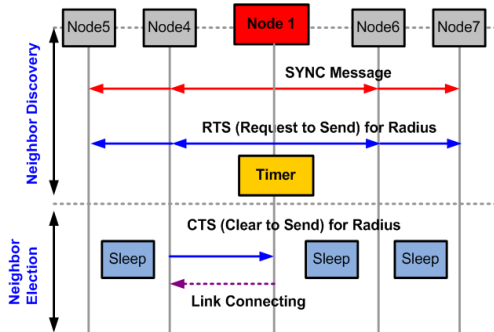 Node5
Node4
Node 1
Node6
Node7
Neighbor Discovery
SYNC Message
RTS (Request to Send) for Radius
Timer
Neighbor
Election
CTS (Clear to Send) for Radius
Sleep
Sleep
Sleep
Link Connecting